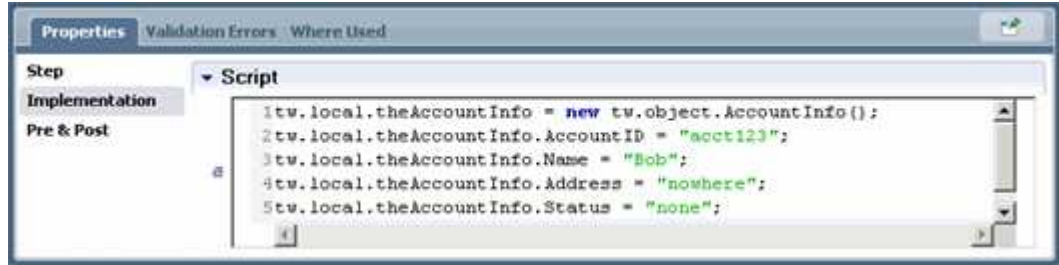 Properties Validation Errors Where Used
Step
Implementation
Pre & Post
Script
1tw.local.theAccountInfo = new tw.object.AccountInfo();
2tw.local.theAccountInfo.AccountID = "acct123";
3tw.local.theAccountInfo.Name = "Bob";
4tw.local.theAccountInfo.Address = "nowhere";
5tw.local.theAccountInfo.Status = "none";